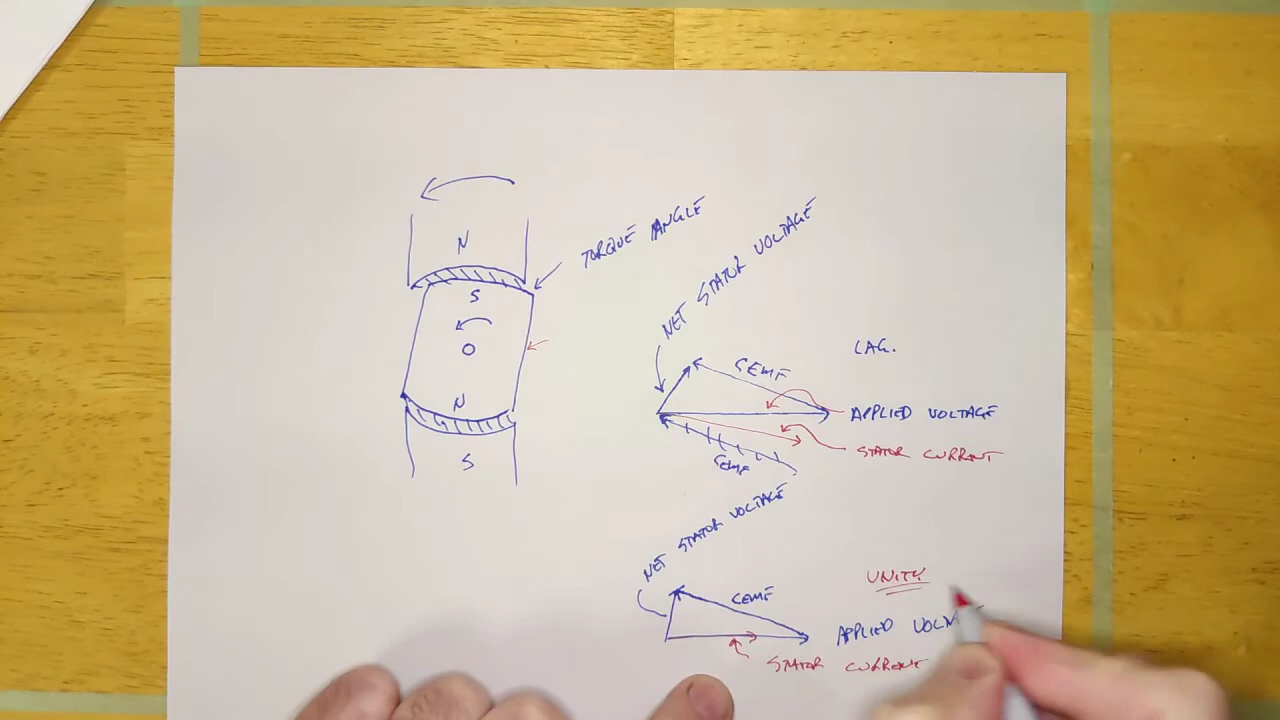 N
TORQUE ANGLE
S
O
N
S
NET STATOR VOLTAGE
CEMF
LAG.
APPLIED VOLTAGE
STATOR CURRENT
CEMF
NET STATOR VOLTAGE
UNITY
CEMF
APPLIED
STATOR CURRENT